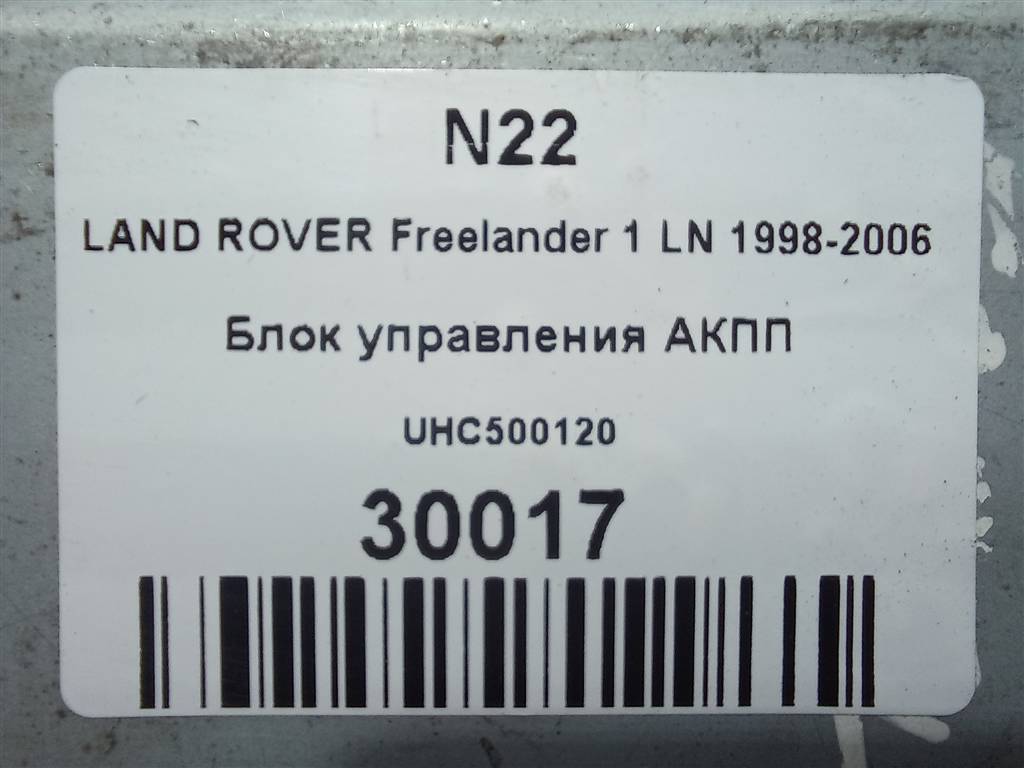 N22
LAND ROVER Freelander 1 LN 1998-2006
Блок управления АКПП
UHC500120
30017